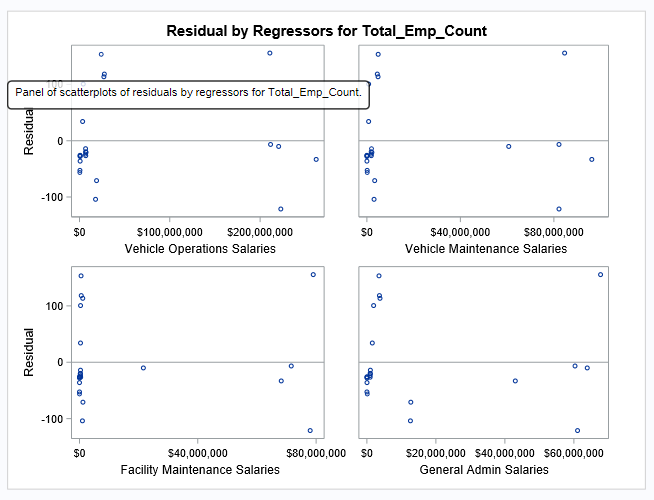 Residual by Regressors for Total_Emp_Count
100
Panel of scatterplots of residuals by regressors for Total_Emp_Count.
Residual
0
-100
$0 $100,000,000 $200,000,000
Vehicle Operations Salaries
$0 $40,000,000 $80,000,000
Vehicle Maintenance Salaries
Residual
100
0
-100
$0 $40,000,000 $80,000,000
Facility Maintenance Salaries
$0 $20,000,000 $40,000,000 $60,000,000
General Admin Salaries